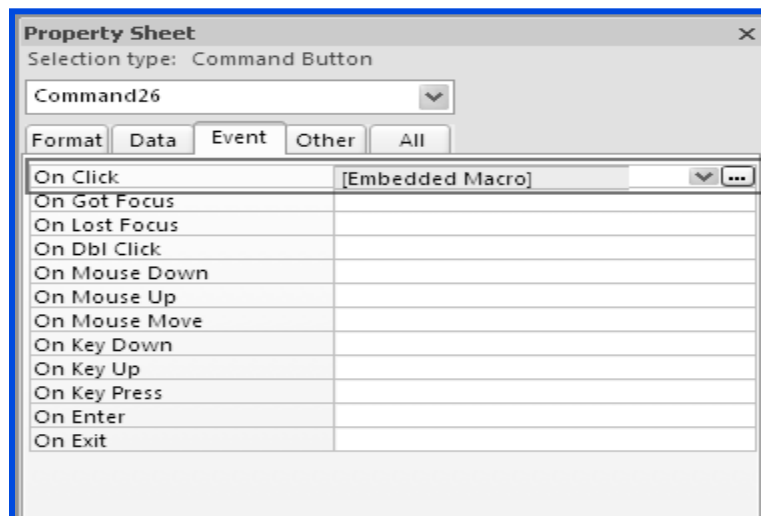 Property Sheet
Selection type: Command Button
Command26
Format Data Event Other All
On Click [Embedded Macro]
On Got Focus
On Lost Focus
On Dbl Click
On Mouse Down
On Mouse Up
On Mouse Move
On Key Down
On Key Up
On Key Press
On Enter
On Exit